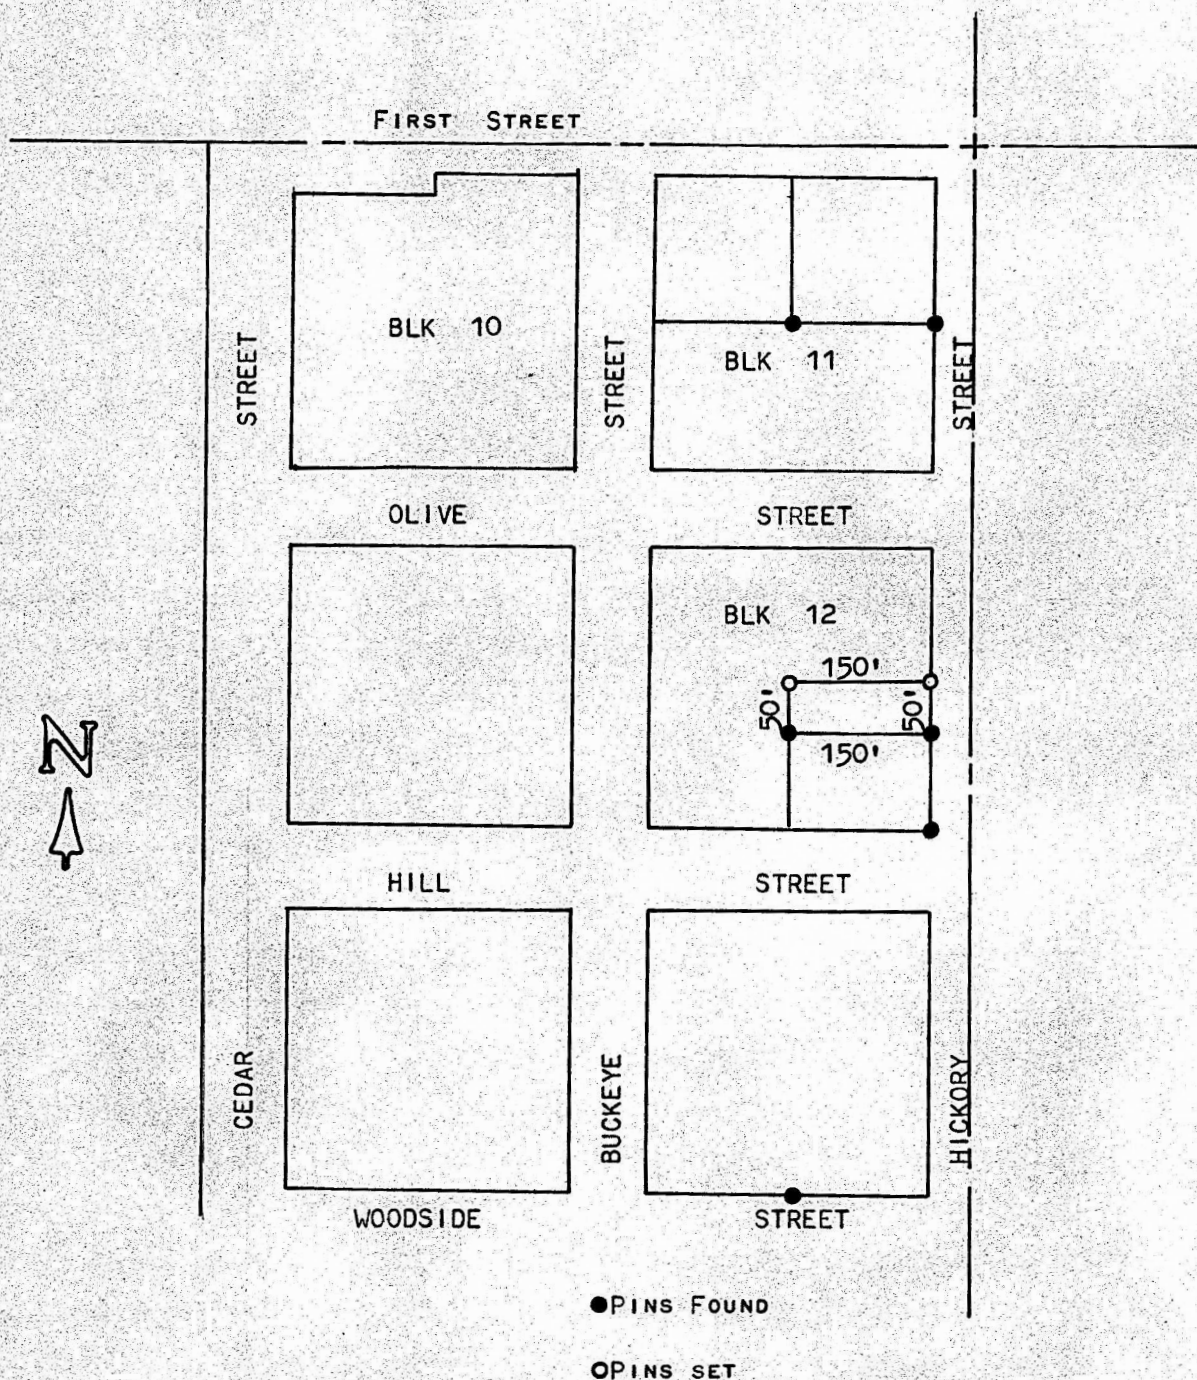 FIRST STREET
BLK 10
STREET
STREET
BLK 11
STREET
OLIVE STREET
BLK 12
150'
50'
50'
150'
N
HILL STREET
CEDAR
BUCKEYE
HICKORY
WOODSIDE STREET
PINS FOUND
PINS SET